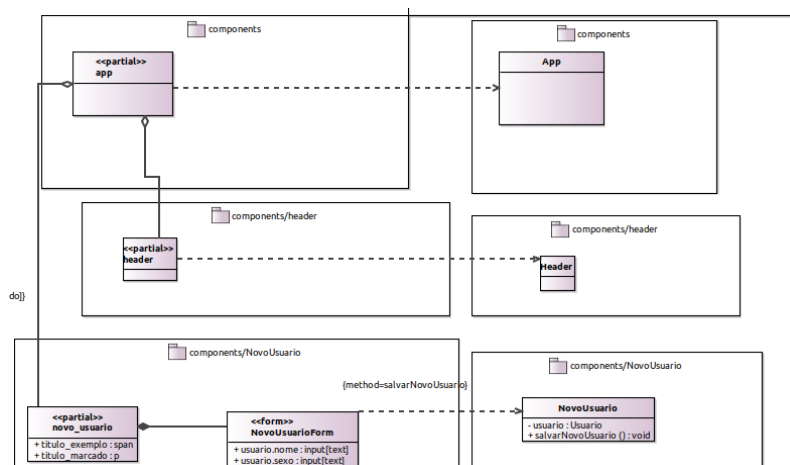 components
<<partial>>
app
components
App
components/header
<<partial>>
header
components/header
Header
do]}
components/NovoUsuario
<<partial>>
novo_usuario
+ titulo_exemplo : span
+ titulo_marcado : p
<<form>>
NovoUsuarioForm
+ usuario.nome : input[text]
+ usuario.sexo : input[text]
{method=salvarNovoUsuario}
components/NovoUsuario
NovoUsuario
- usuario : Usuario
+ salvarNovoUsuario () : void